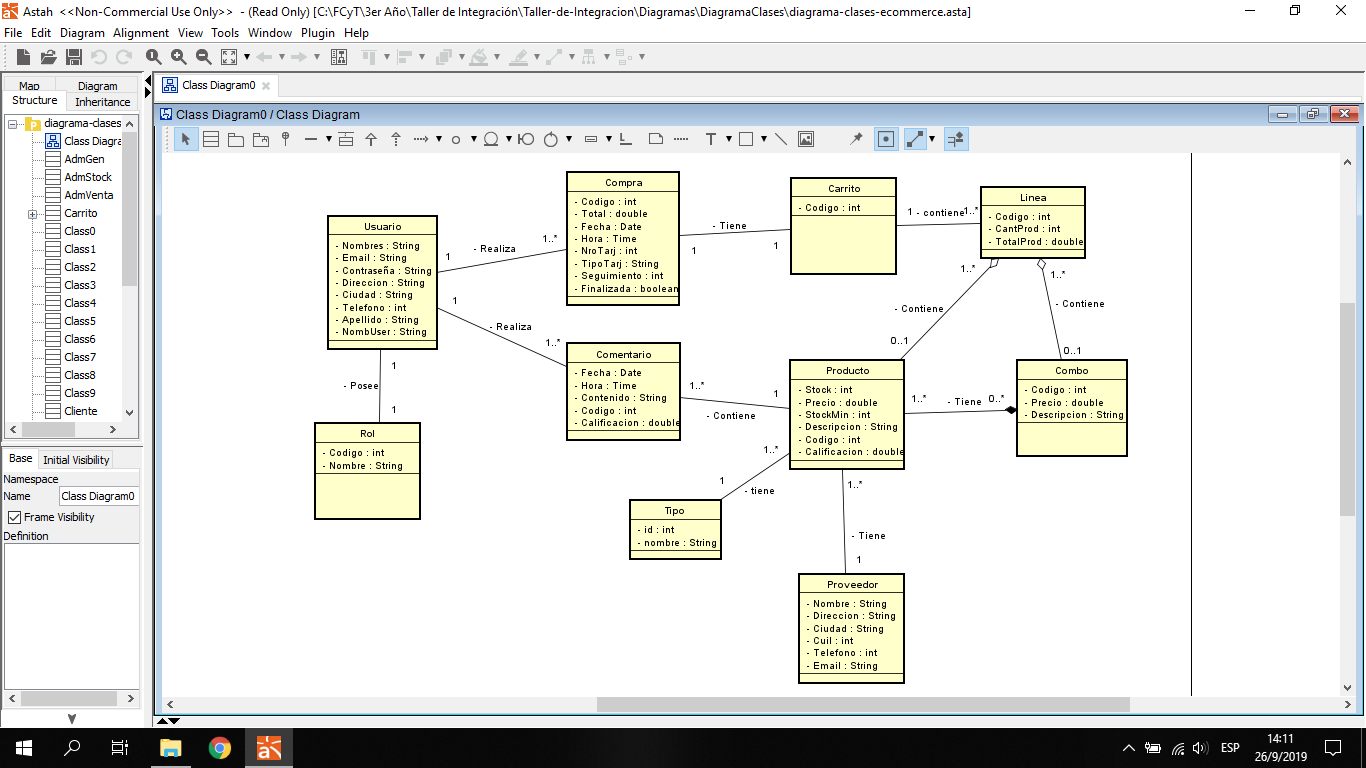 Astah <<Non-Commercial Use Only>> - (Read Only) [C:\FCyT\3er Año\Taller de Integración\Taller-de-Integracion\Diagramas\DiagramaClases\diagrama-clases-ecommerce.asta]
File Edit Diagram Alignment View Tools Window Plugin Help
Map Diagram
Structure Inheritance
diagrama-clases
Class Diagra
AdmGen
AdmStock
AdmVenta
Carrito
Class0
Class1
Class2
Class3
Class4
Class5
Class6
Class7
Class8
Class9
Cliente
Base Initial Visibility
Namespace
Name Class Diagram0
Frame Visibility
Definition
Class Diagram0
Class Diagram0 / Class Diagram
Usuario
- Nombres : String
- Email : String
- Contraseña : String
- Direccion : String
- Ciudad : String
- Telefono : int
- Apellido : String
- NombUser : String
1 - Realiza 1..*
1 - Realiza 1..*
1
- Posee
1
Rol
- Codigo : int
- Nombre : String
Compra
- Codigo : int
- Total : double
- Fecha : Date
- Hora : Time
- NroTarj : int
- TipoTarj : String
- Seguimiento : int
- Finalizada : boolean
1 - Tiene 1
Carrito
- Codigo : int
1 - contiene 1..*
Linea
- Codigo : int
- CantProd : int
- TotalProd : double
1..*
- Contiene
0..1
1..*
- Contiene
0..1
Comentario
- Fecha : Date
- Hora : Time
- Contenido : String
- Codigo : int
- Calificacion : double
1..* - Contiene 1
Producto
- Stock : int
- Precio : double
- StockMin : int
- Descripcion : String
- Codigo : int
- Calificacion : double
1..* - Tiene 0..*
Combo
- Codigo : int
- Precio : double
- Descripcion : String
1..*
1
- tiene
Tipo
- id : int
- nombre : String
1..*
- Tiene
1
Proveedor
- Nombre : String
- Direccion : String
- Ciudad : String
- Cuil : int
- Telefono : int
- Email : String
ESP
14:11
26/9/2019